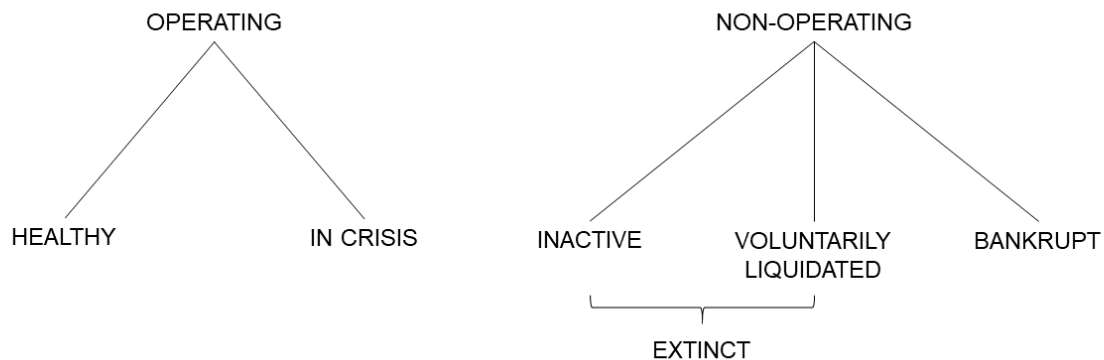 OPERATING
NON-OPERATING
HEALTHY
IN CRISIS
INACTIVE
VOLUNTARILY
LIQUIDATED
BANKRUPT
EXTINCT